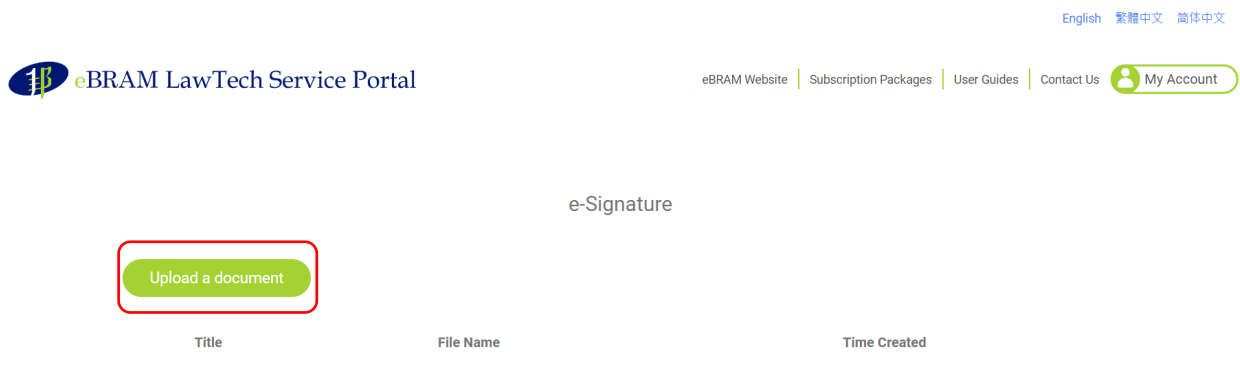 English 繁體中文 简体中文
eBRAM LawTech Service Portal
eBRAM Website Subscription Packages User Guides Contact Us My Account
e-Signature
Upload a document
Title File Name Time Created